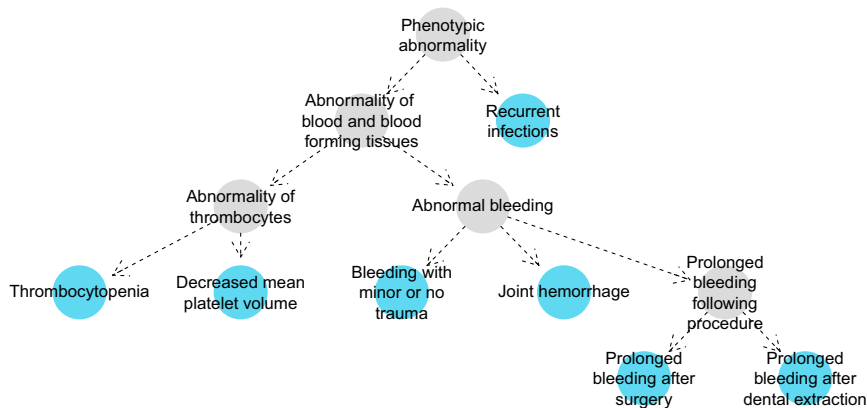 Phenotypic
abnormality
Abnormality of
blood and blood
forming tissues
Recurrent
infections
Abnormality of
thrombocytes
Abnormal bleeding
Thrombocytopenia
Decreased mean
platelet volume
Bleeding with
minor or no
trauma
Joint hemorrhage
Prolonged
bleeding
following
procedure
Prolonged
bleeding after
surgery
Prolonged
bleeding after
dental extraction